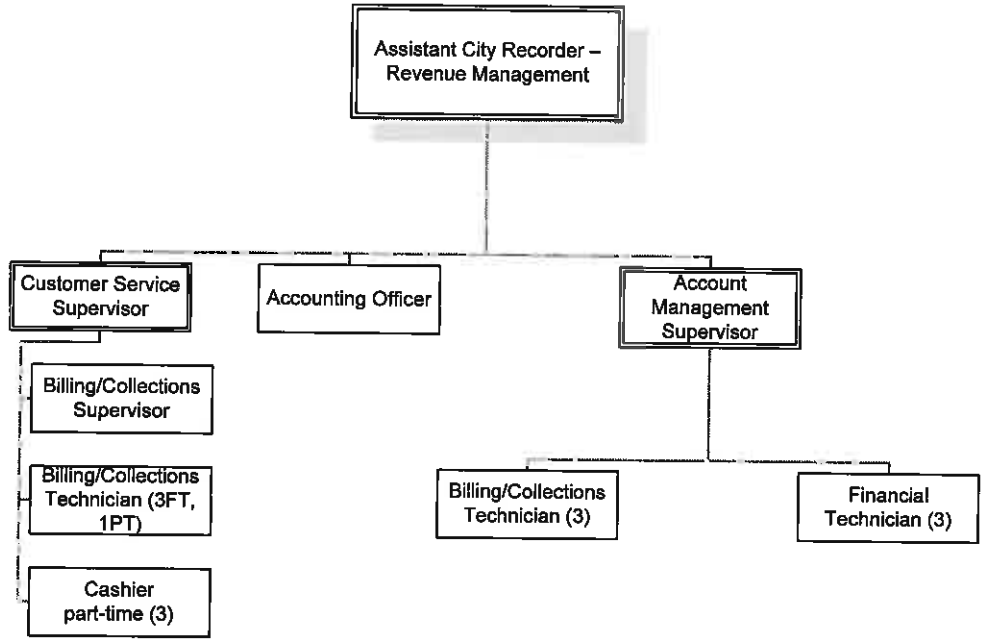 Assistant City Recorder –
Revenue Management
Customer Service
Supervisor
Accounting Officer
Account
Management
Supervisor
Billing/Collections
Supervisor
Billing/Collections
Technician (3FT,
1PT)
Cashier
part-time (3)
Billing/Collections
Technician (3)
Financial
Technician (3)